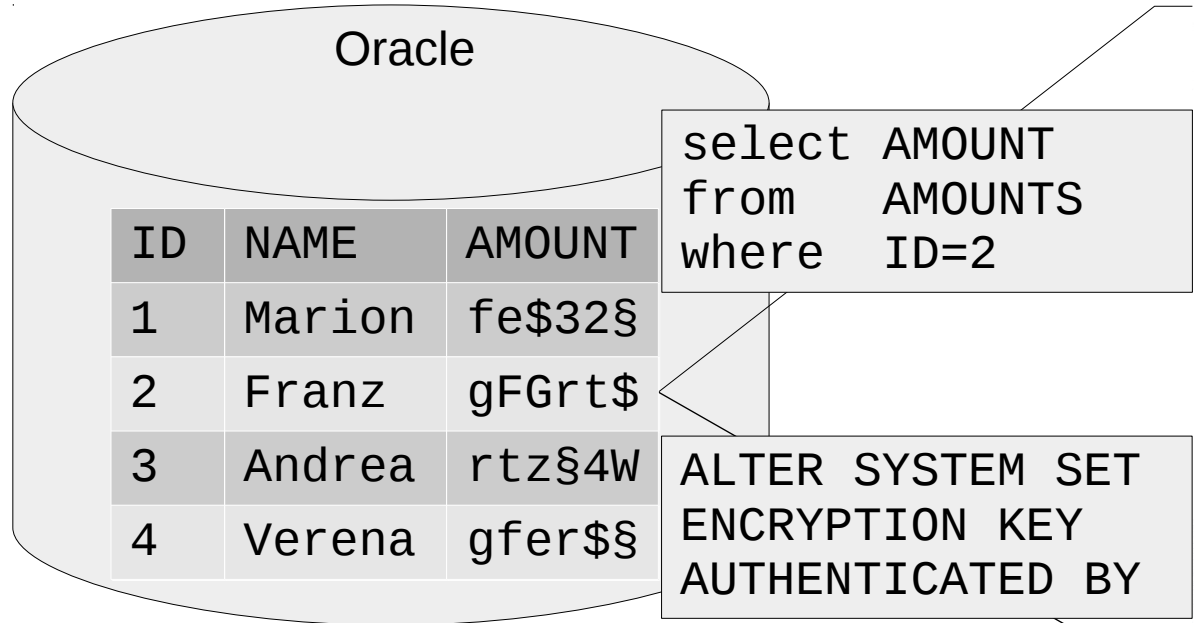 Oracle
select AMOUNT
from AMOUNTS
where ID=2
ID NAME AMOUNT
1 Marion fe$32§
2 Franz gFGrt$
3 Andrea rtz§4W
4 Verena gfer$§
ALTER SYSTEM SET
ENCRYPTION KEY
AUTHENTICATED BY